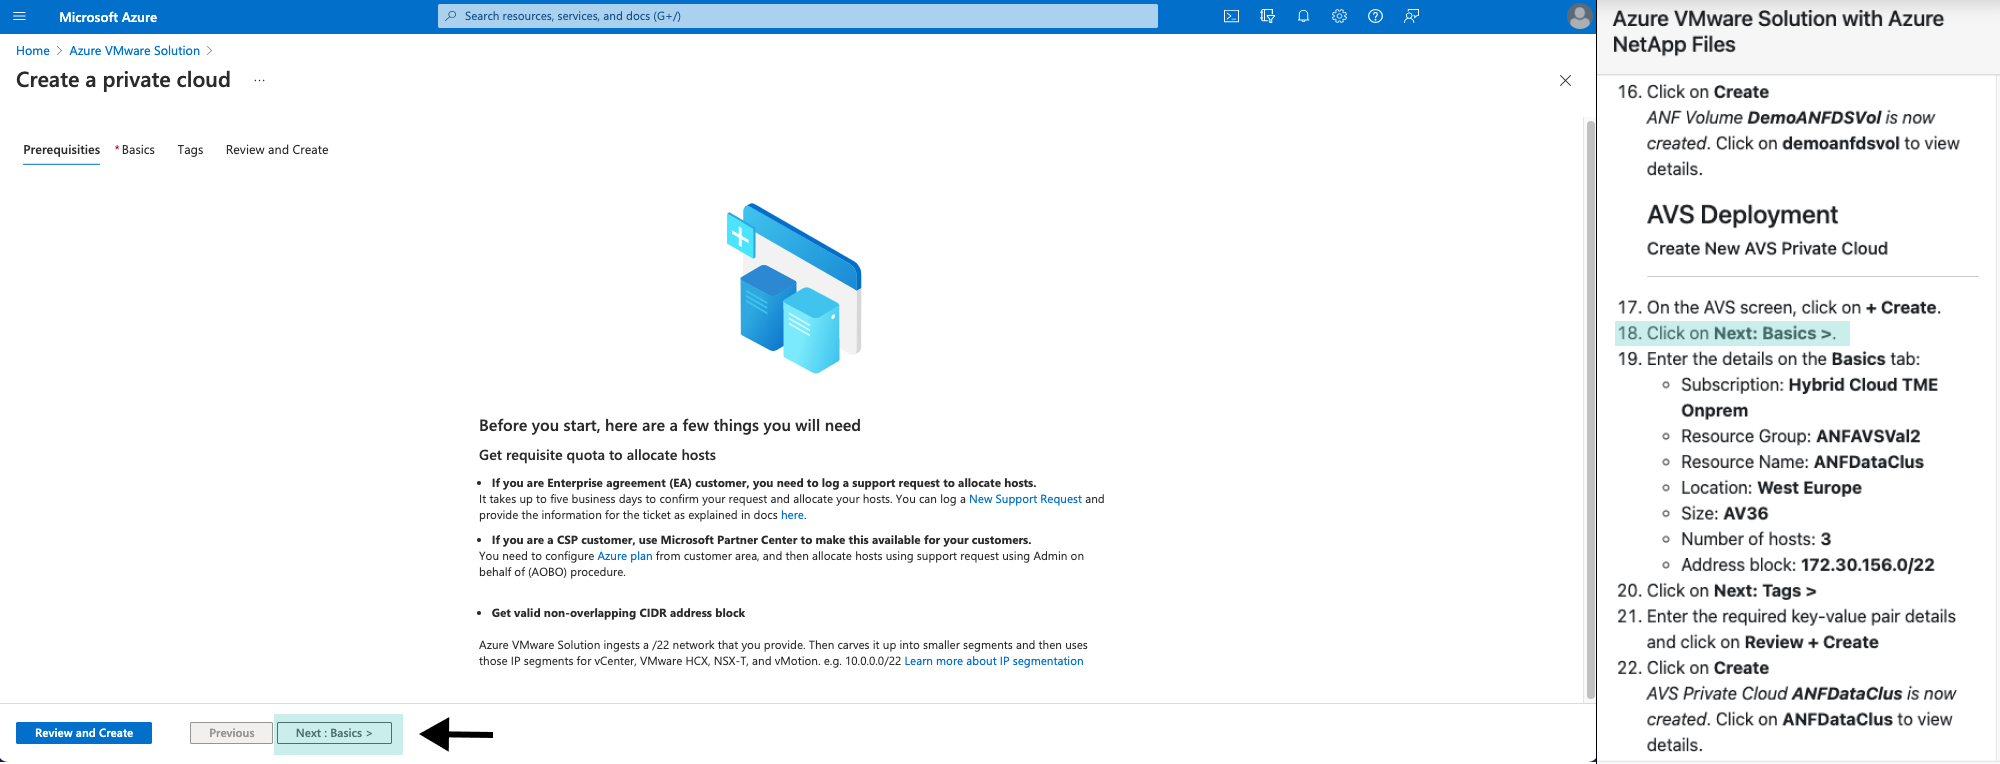 Microsoft Azure
Search resources, services, and docs (G+/)
Home > Azure VMware Solution >
Create a private cloud ...
Prerequisities
* Basics
Tags
Review and Create
Before you start, here are a few things you will need
Get requisite quota to allocate hosts
• If you are Enterprise agreement (EA) customer, you need to log a support request to allocate hosts.
It takes up to five business days to confirm your request and allocate your hosts. You can log a New Support Request and
provide the information for the ticket as explained in docs here.
• If you are a CSP customer, use Microsoft Partner Center to make this available for your customers.
You need to configure Azure plan from customer area, and then allocate hosts using support request using Admin on
behalf of (AOBO) procedure.
• Get valid non-overlapping CIDR address block
Azure VMware Solution ingests a /22 network that you provide. Then carves it up into smaller segments and then uses
those IP segments for vCenter, VMware HCX, NSX-T, and vMotion. e.g. 10.0.0.0/22 Learn more about IP segmentation
Review and Create
Previous
Next : Basics >
Azure VMware Solution with Azure
NetApp Files
16. Click on Create
ANF Volume DemoANFDSVol is now
created. Click on demoanfdsvol to view
details.
AVS Deployment
Create New AVS Private Cloud
17. On the AVS screen, click on + Create.
18. Click on Next: Basics >.
19. Enter the details on the Basics tab:
◦ Subscription: Hybrid Cloud TME
Onprem
◦ Resource Group: ANFAVSVal2
◦ Resource Name: ANFDataClus
◦ Location: West Europe
◦ Size: AV36
◦ Number of hosts: 3
◦ Address block: 172.30.156.0/22
20. Click on Next: Tags >
21. Enter the required key-value pair details
and click on Review + Create
22. Click on Create
AVS Private Cloud ANFDataClus is now
created. Click on ANFDataClus to view
details.